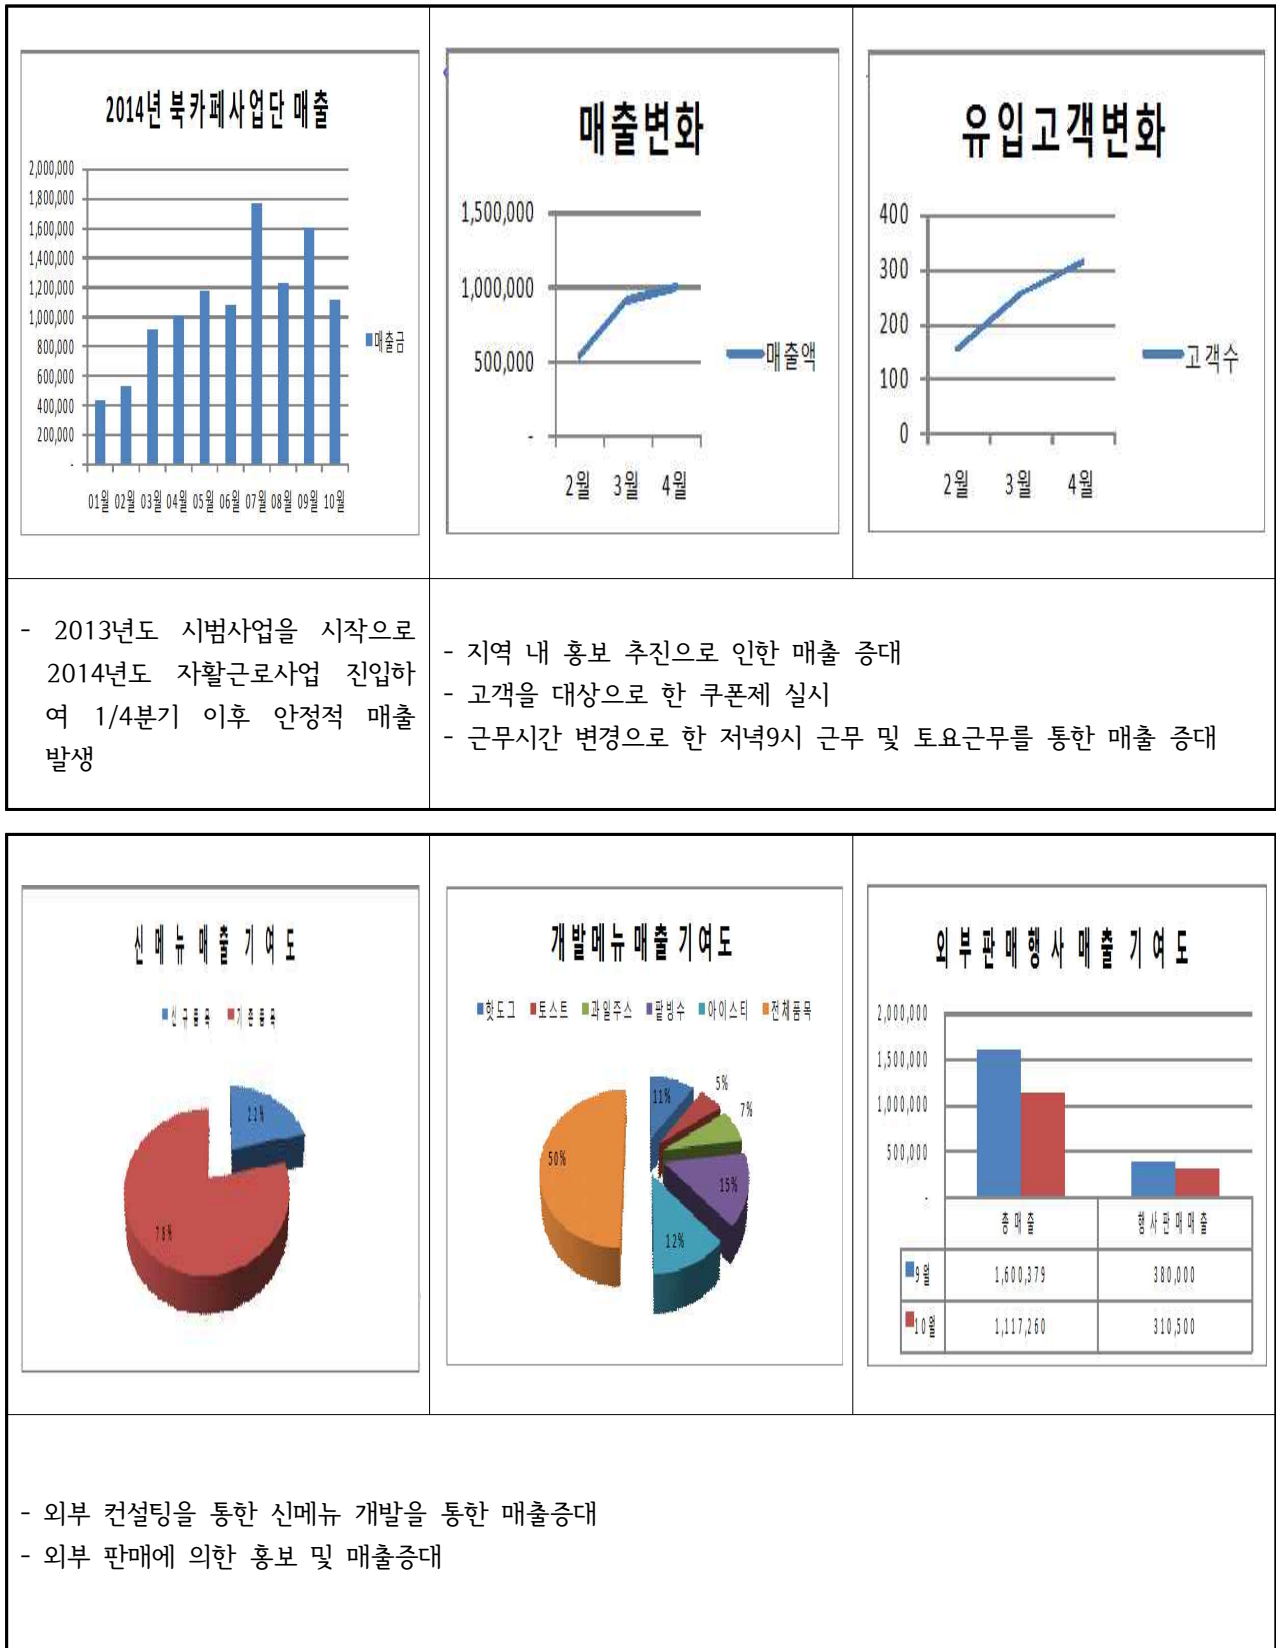 2014년 북카페사업단 매출
2,000,000
1,800,000
1,600,000
1,400,000
1,200,000
1,000,000
800,000
600,000
400,000
200,000
-
매출금
01월 02월 03월 04월 05월 06월 07월 08월 09월 10월
매출변화
1,500,000
1,000,000
500,000
-
매출액
2월 3월 4월
유입고객변화
400
300
200
100
0
고객수
2월 3월 4월
- 2013년도 시범사업을 시작으로
2014년도 자활근로사업 진입하
여 1/4분기 이후 안정적 매출
발생
- 지역 내 홍보 추진으로 인한 매출 증대
- 고객을 대상으로 한 쿠폰제 실시
- 근무시간 변경으로 한 저녁9시 근무 및 토요근무를 통한 매출 증대
신메뉴 매출 기여도
신규품목 기존품목
78%
개발메뉴 매출 기여도
핫도그 토스트 과일주스 팥빙수 아이스티 전체품목
11%
5%
7%
15%
12%
50%
외부판매행사 매출 기여도
2,000,000
1,500,000
1,000,000
500,000
-
총매출 행사판매매출
9월 1,600,379 380,000
10월 1,117,260 310,500
- 외부 컨설팅을 통한 신메뉴 개발을 통한 매출증대
- 외부 판매에 의한 홍보 및 매출증대